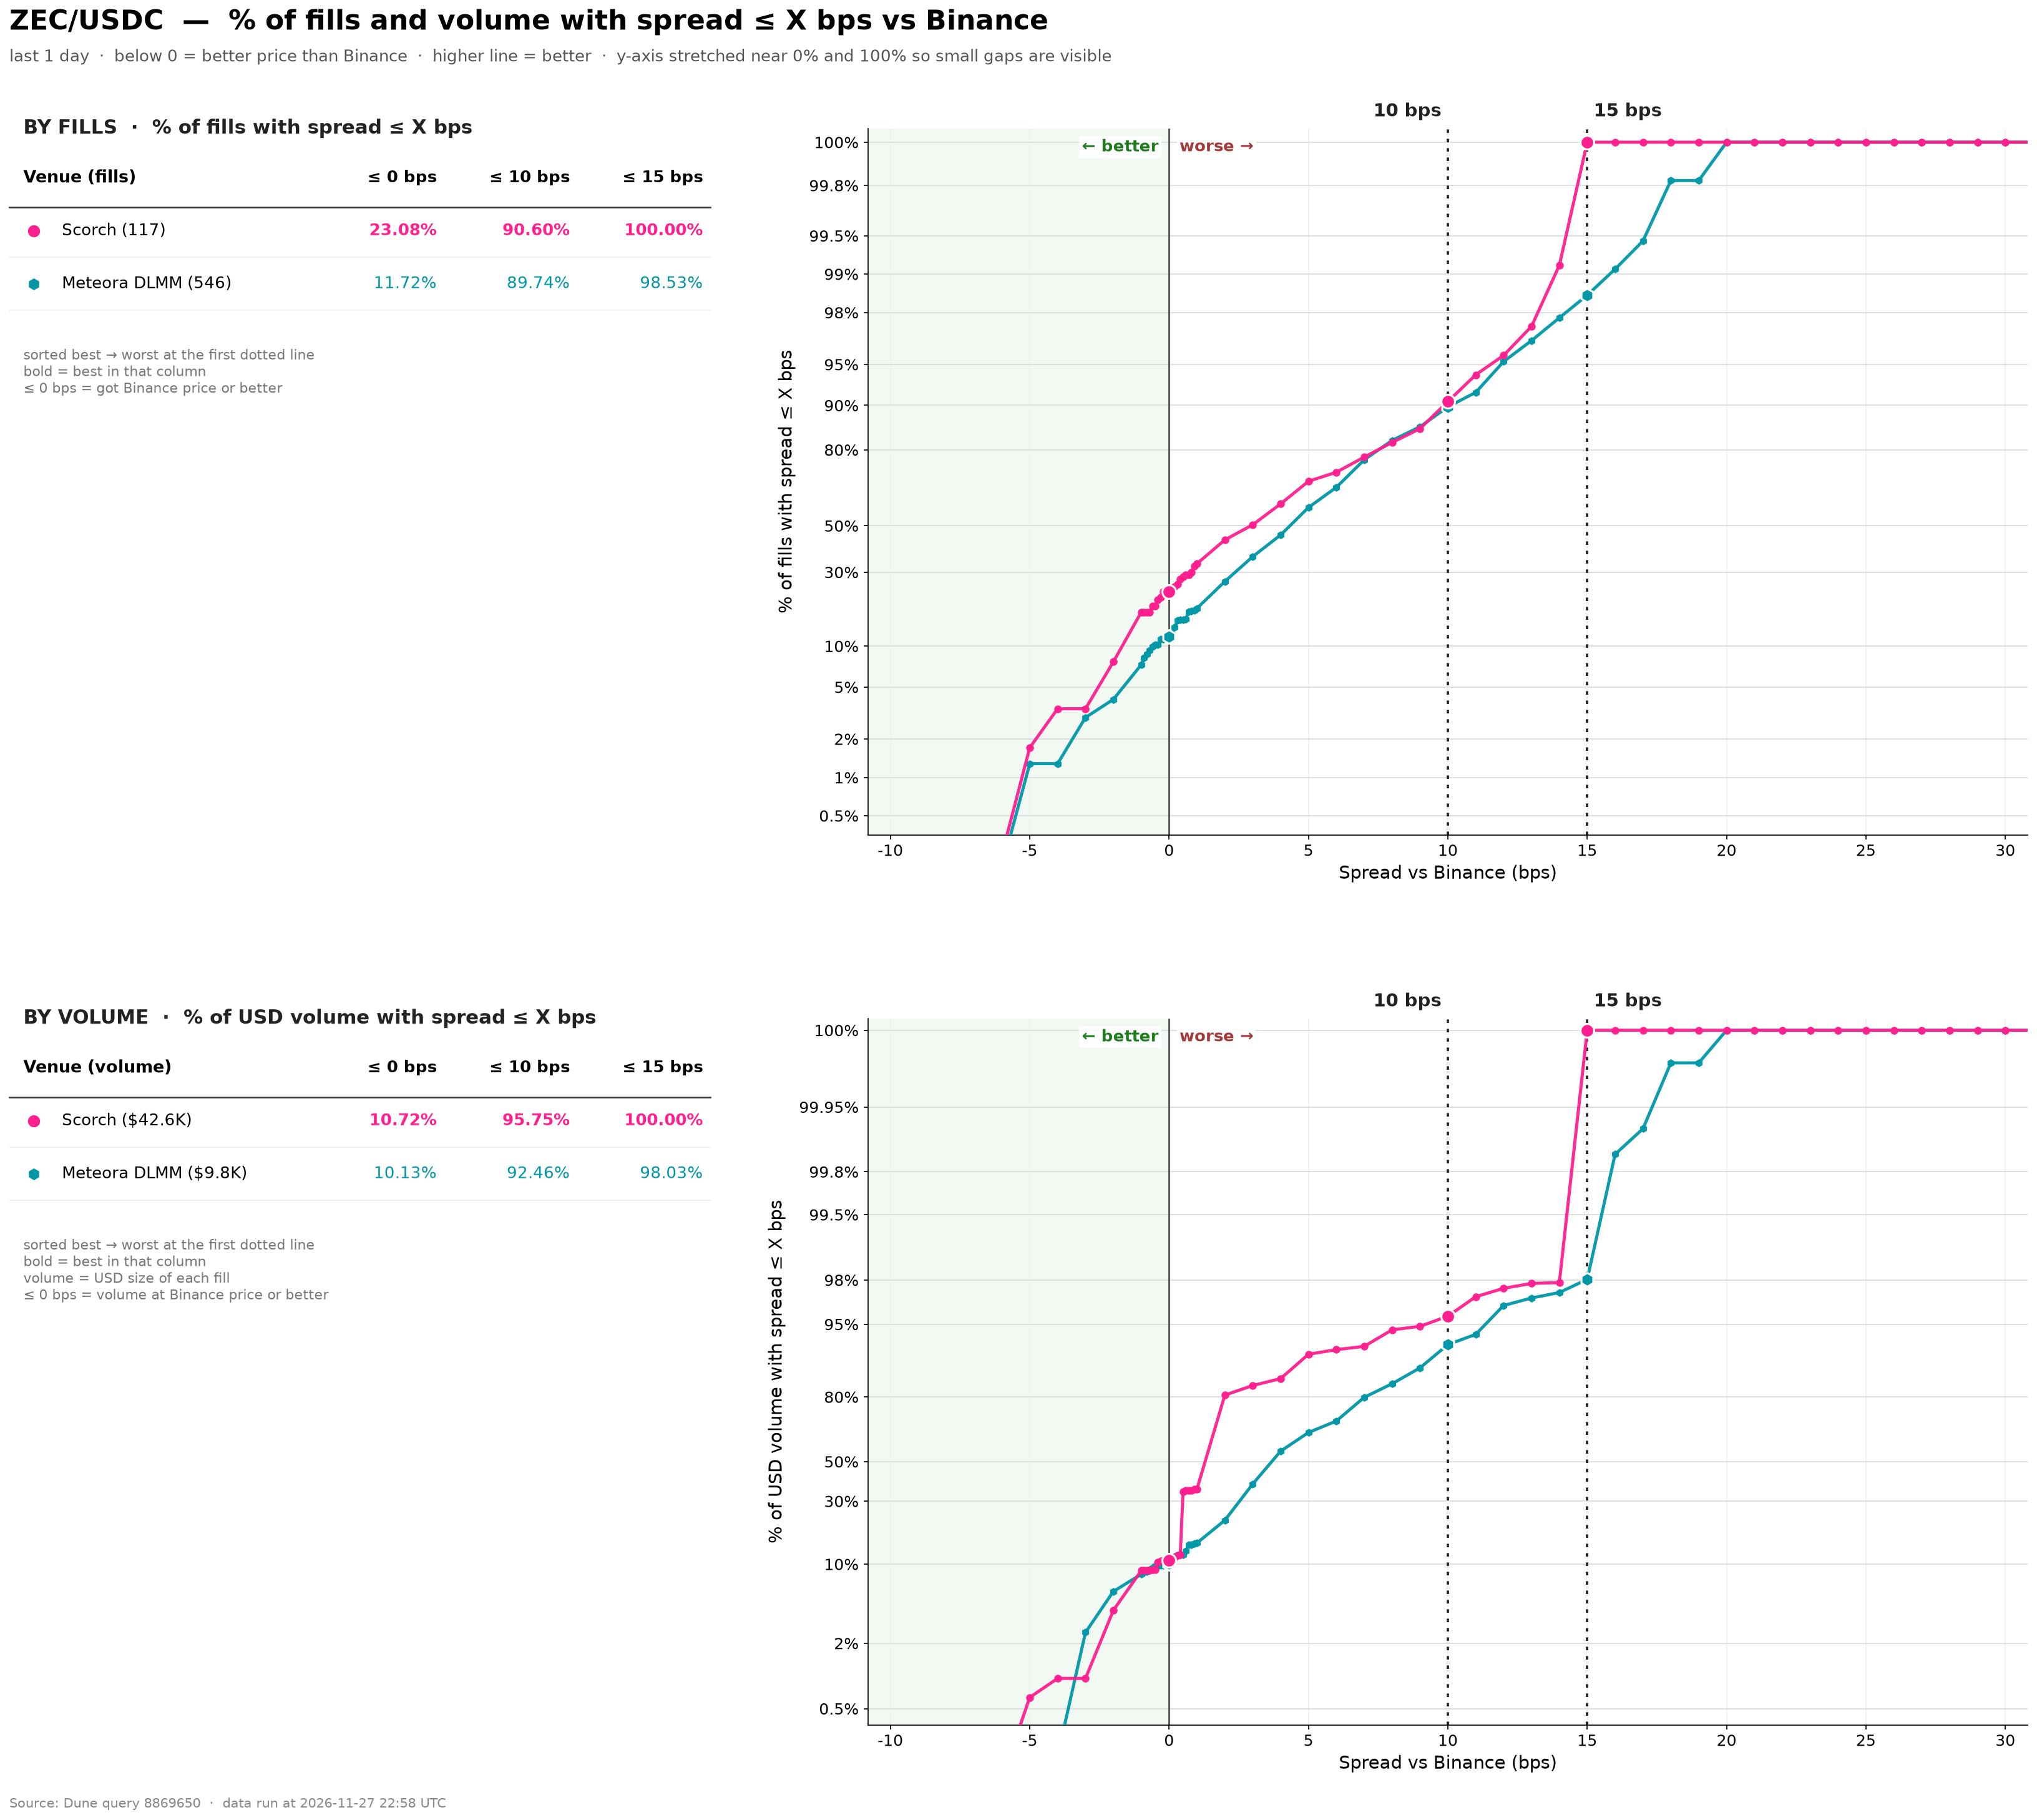 ZEC/USDC — % of fills and volume with spread ≤ X bps vs Binance
last 1 day · below 0 = better price than Binance · higher line = better · y-axis stretched near 0% and 100% so small gaps are visible
BY FILLS · % of fills with spread ≤ X bps
Venue (fills) ≤ 0 bps ≤ 10 bps ≤ 15 bps
Scorch (117) 23.08% 90.60% 100.00%
Meteora DLMM (546) 11.72% 89.74% 98.53%
sorted best → worst at the first dotted line
bold = best in that column
≤ 0 bps = got Binance price or better
10 bps 15 bps
← better worse →
100%
99.8%
99.5%
99%
98%
95%
90%
80%
50%
30%
10%
5%
2%
1%
0.5%
% of fills with spread ≤ X bps
-10 -5 0 5 10 15 20 25 30
Spread vs Binance (bps)
BY VOLUME · % of USD volume with spread ≤ X bps
Venue (volume) ≤ 0 bps ≤ 10 bps ≤ 15 bps
Scorch ($42.6K) 10.72% 95.75% 100.00%
Meteora DLMM ($9.8K) 10.13% 92.46% 98.03%
sorted best → worst at the first dotted line
bold = best in that column
volume = USD size of each fill
≤ 0 bps = volume at Binance price or better
10 bps 15 bps
← better worse →
100%
99.95%
99.8%
99.5%
98%
95%
80%
50%
30%
10%
2%
0.5%
% of USD volume with spread ≤ X bps
-10 -5 0 5 10 15 20 25 30
Spread vs Binance (bps)
Source: Dune query 8869650 · data run at 2026-11-27 22:58 UTC